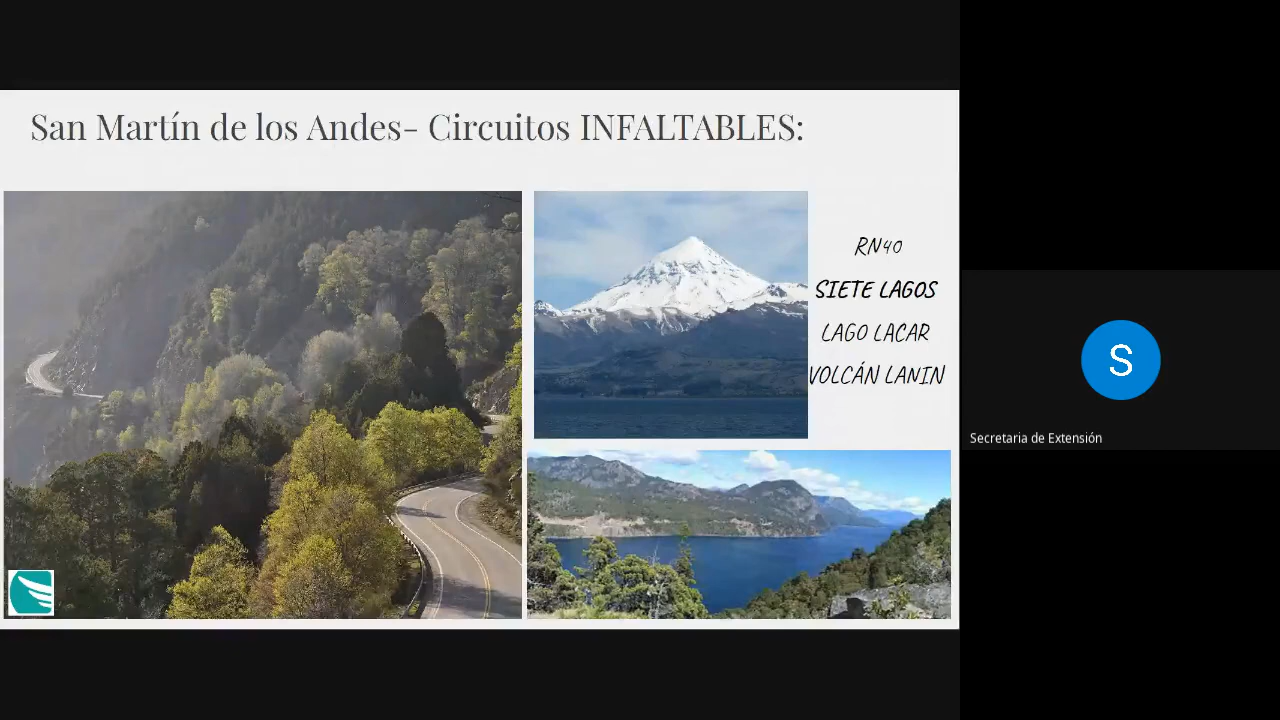 San Martín de los Andes- Circuitos INFALTABLES:
RN40
SIETE LAGOS
LAGO LACAR
VOLCÁN LANIN
S
Secretaria de Extensión